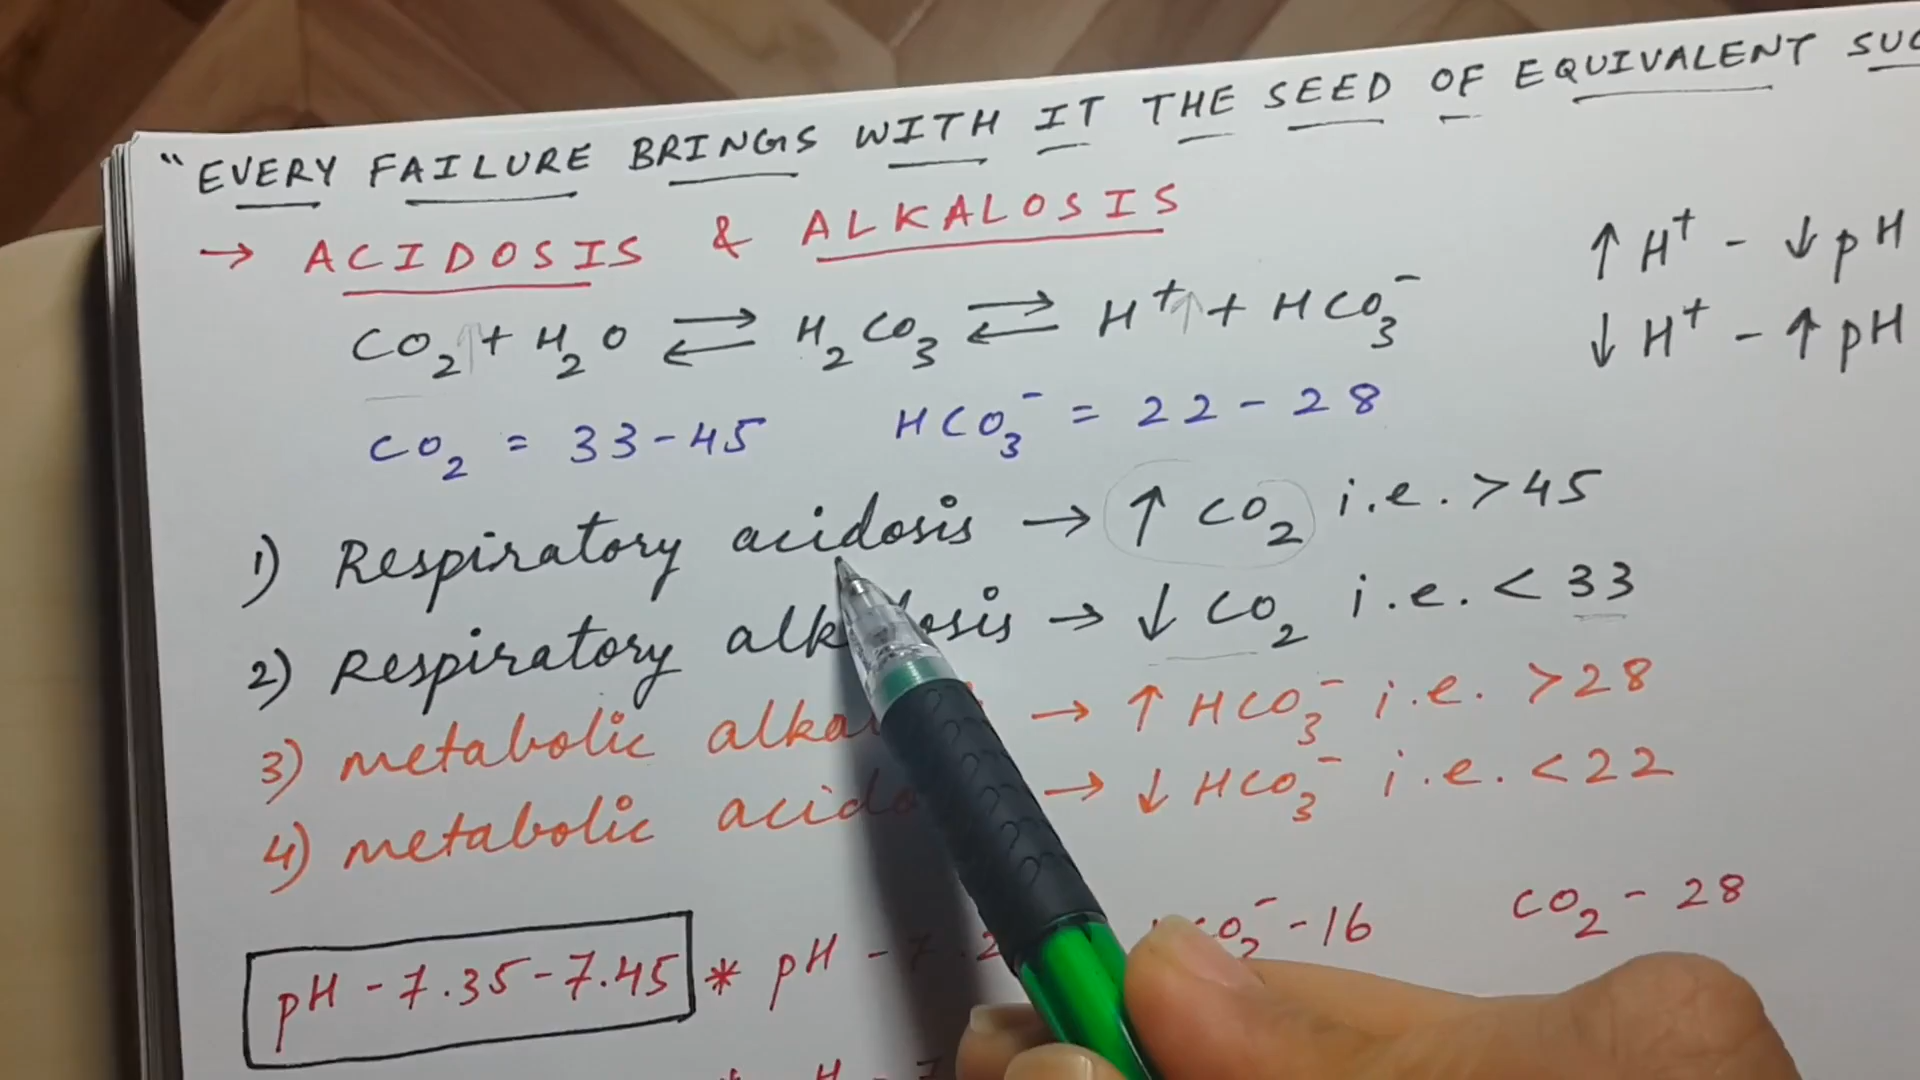 "EVERY FAILURE BRINGS WITH IT THE SEED OF EQUIVALENT
→ ACIDOSIS & ALKALOSIS
↑ H⁺ - ↓ pH
CO₂↑ + H₂O ⇌ H₂CO₃ ⇌ H⁺↑ + HCO₃⁻
↓ H⁺ - ↑ pH
CO₂ = 33-45 HCO₃⁻ = 22-28
1) Respiratory acidosis → ↑ CO₂ i.e. >45
2) Respiratory → ↓ CO₂ i.e. < 33
3) metabolic → ↑ HCO₃⁻ i.e. >28
4) metabolic → ↓ HCO₃⁻ i.e. <22
pH - 7.35-7.45 * pH - -16 CO₂ - 28